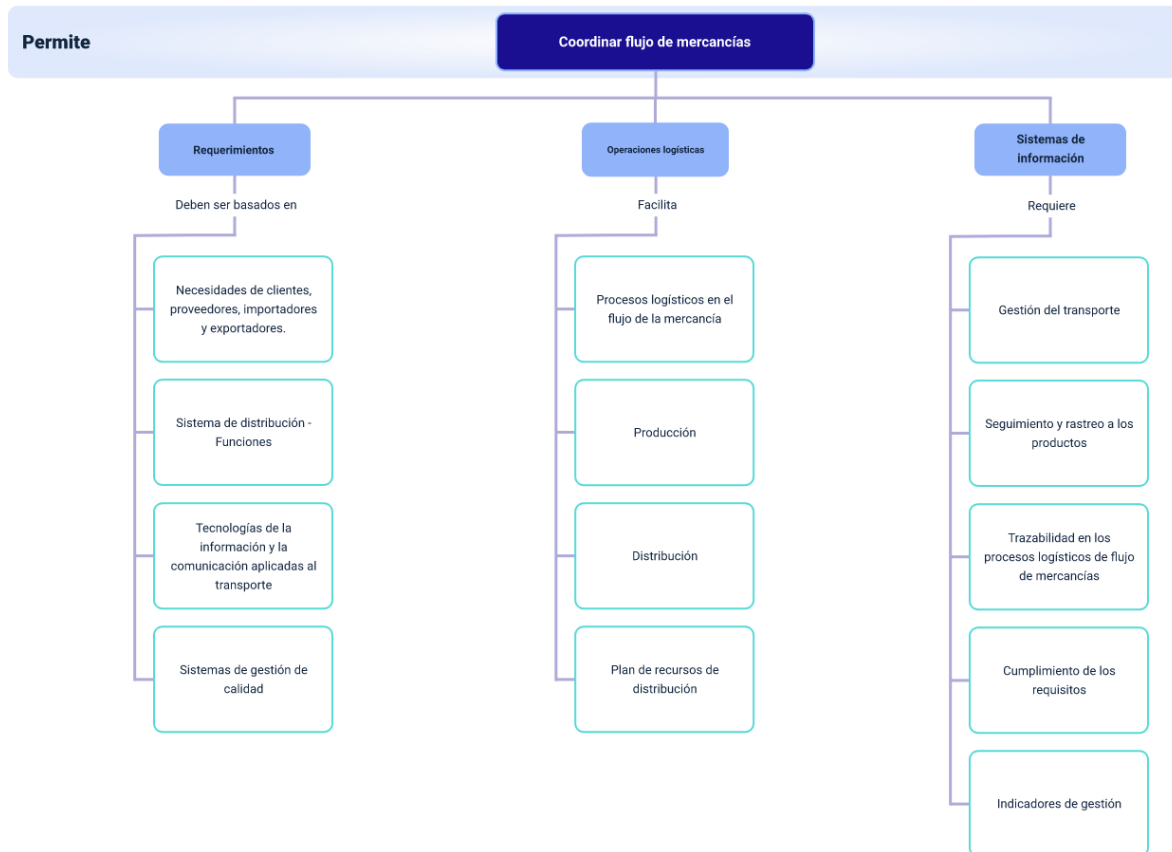 Permite
Coordinar flujo de mercancías
Requerimientos
Deben ser basados en
Necesidades de clientes,
proveedores, importadores
y exportadores.
Sistema de distribución -
Funciones
Tecnologías de la
información y la
comunicación aplicadas al
transporte
Sistemas de gestión de
calidad
Operaciones logísticas
Facilita
Procesos logísticos en el
flujo de la mercancía
Producción
Distribución
Plan de recursos de
distribución
Sistemas de
información
Requiere
Gestión del transporte
Seguimiento y rastreo a los
productos
Trazabilidad en los
procesos logísticos de flujo
de mercancías
Cumplimiento de los
requisitos
Indicadores de gestión